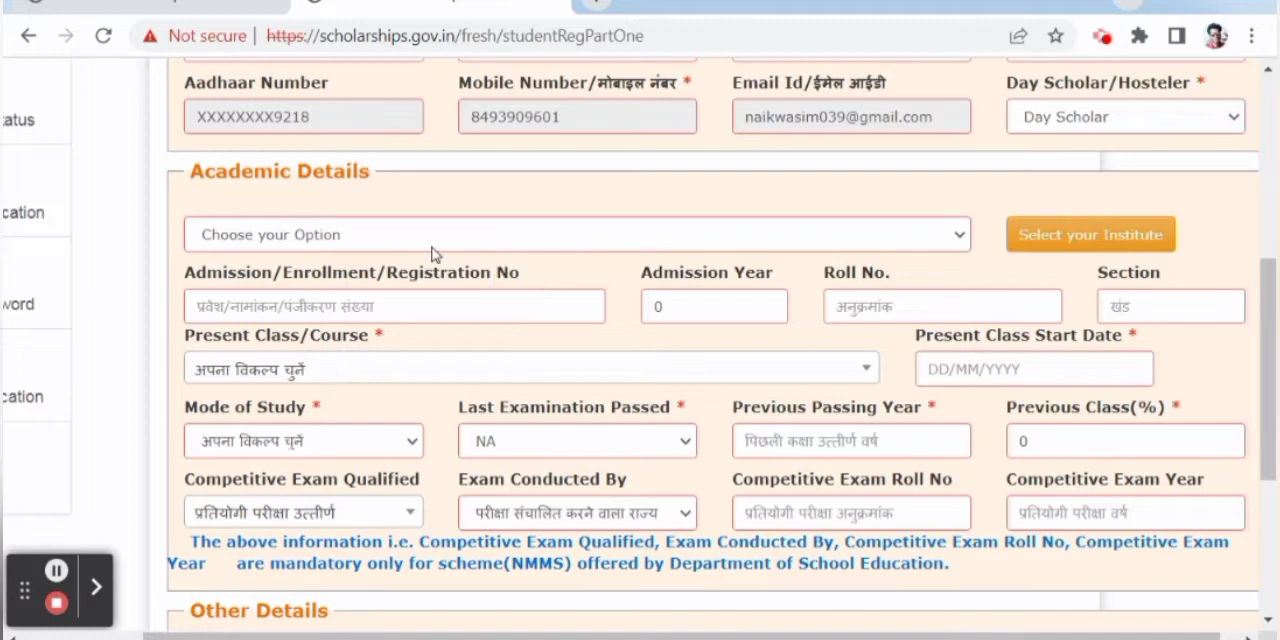 Not secure | https://scholarships.gov.in/fresh/studentRegPartOne
Aadhaar Number Mobile Number/मोबाइल नंबर * Email Id/ईमेल आईडी Day Scholar/Hosteler *
tatus XXXXXXXX9218 8493909601 naikwasim039@gmail.com Day Scholar
Academic Details
cation
Choose your Option Select your Institute
Admission/Enrollment/Registration No Admission Year Roll No. Section
word प्रवेश/नामांकन/पंजीकरण संख्या 0 अनुक्रमांक खंड
Present Class/Course * Present Class Start Date *
अपना विकल्प चुनें DD/MM/YYYY
cation
Mode of Study * Last Examination Passed * Previous Passing Year * Previous Class(%) *
अपना विकल्प चुनें NA पिछली कक्षा उत्तीर्ण वर्ष 0
Competitive Exam Qualified Exam Conducted By Competitive Exam Roll No Competitive Exam Year
प्रतियोगी परीक्षा उत्तीर्ण परीक्षा संचालित करने वाला राज्य प्रतियोगी परीक्षा अनुक्रमांक प्रतियोगी परीक्षा वर्ष
The above information i.e. Competitive Exam Qualified, Exam Conducted By, Competitive Exam Roll No, Competitive Exam
Year are mandatory only for scheme(NMMS) offered by Department of School Education.
Other Details